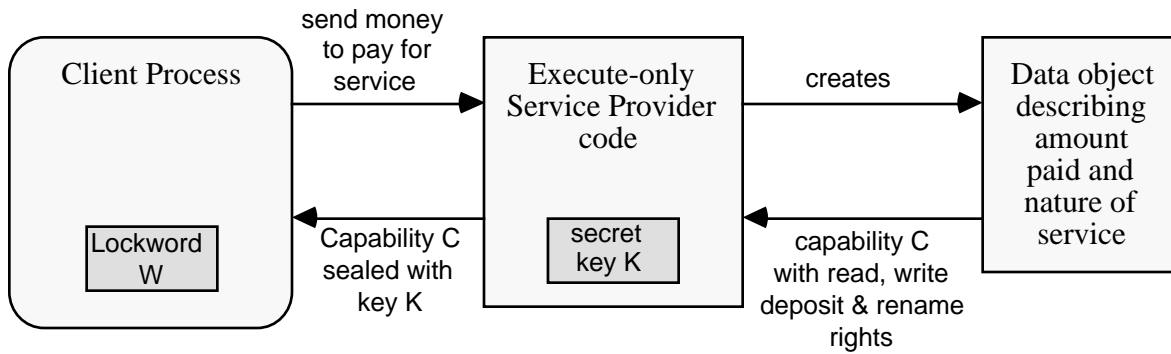 Client Process
Lockword
W
send money
to pay for
service
Capability C
sealed with
key K
Execute-only
Service Provider
code
secret
key K
creates
capability C
with read, write
deposit & rename
rights
Data object
describing
amount
paid and
nature of
service